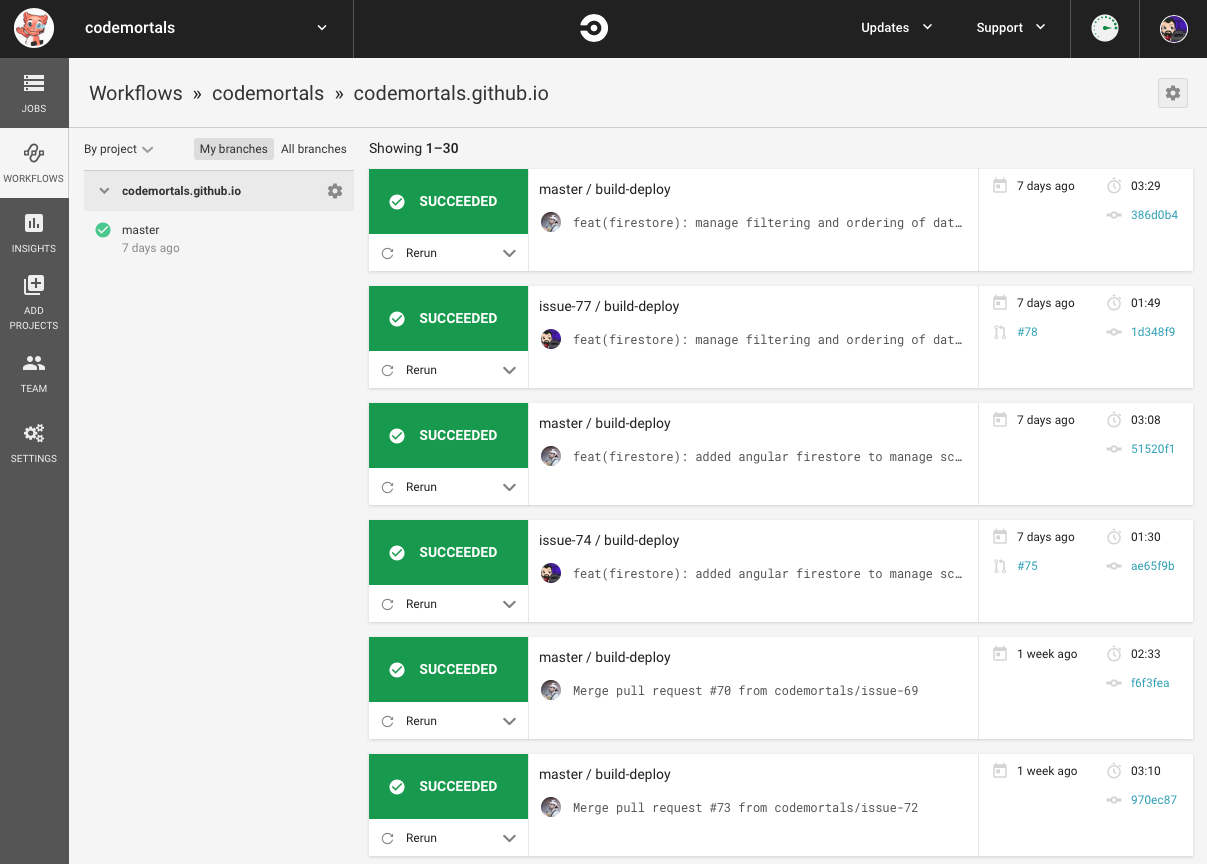 codemortals
Updates
Support
JOBS
WORKFLOWS
INSIGHTS
ADD
PROJECTS
TEAM
SETTINGS
Workflows » codemortals » codemortals.github.io
By project
My branches
All branches
codemortals.github.io
master
7 days ago
Showing 1–30
SUCCEEDED
Rerun
master / build-deploy
feat(firestore): manage filtering and ordering of dat…
7 days ago
03:29
386d0b4
SUCCEEDED
Rerun
issue-77 / build-deploy
feat(firestore): manage filtering and ordering of dat…
7 days ago
01:49
#78
1d348f9
SUCCEEDED
Rerun
master / build-deploy
feat(firestore): added angular firestore to manage sc…
7 days ago
03:08
51520f1
SUCCEEDED
Rerun
issue-74 / build-deploy
feat(firestore): added angular firestore to manage sc…
7 days ago
01:30
#75
ae65f9b
SUCCEEDED
Rerun
master / build-deploy
Merge pull request #70 from codemortals/issue-69
1 week ago
02:33
f6f3fea
SUCCEEDED
Rerun
master / build-deploy
Merge pull request #73 from codemortals/issue-72
1 week ago
03:10
970ec87